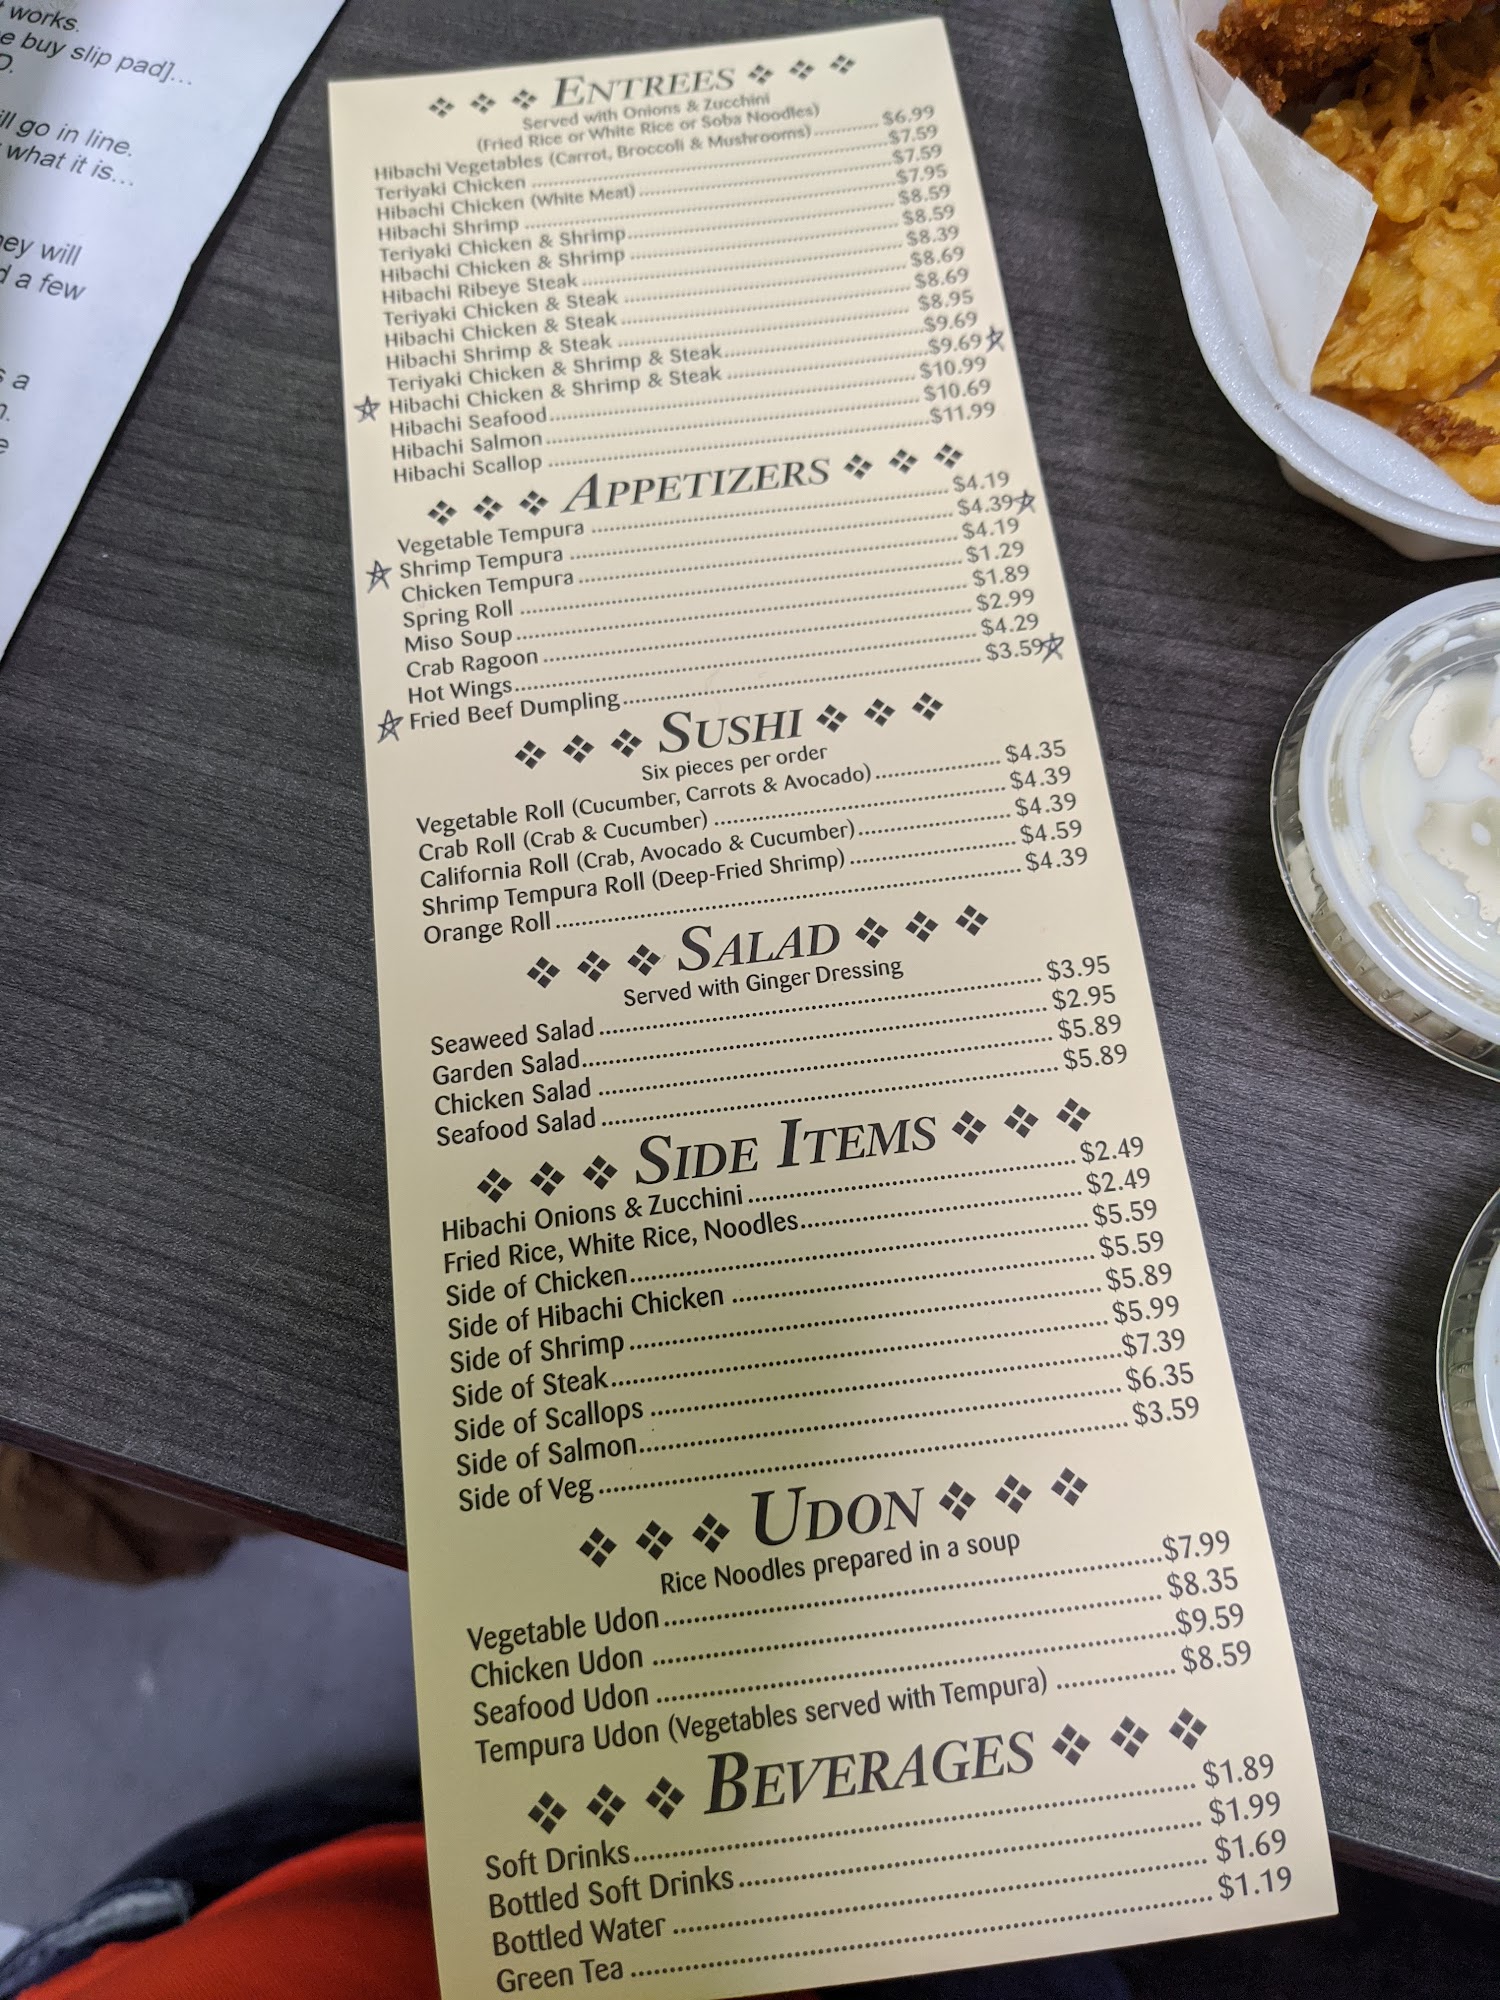 works.
e buy slip pad]...
O.
ll go in line.
what it is...
ey will
d a few
s a
n.
e
ENTREES
Served with Onions & Zucchini
(Fried Rice or White Rice or Soba Noodles)
Hibachi Vegetables (Carrot, Broccoli & Mushrooms) ............ $6.99
Teriyaki Chicken ............ $7.59
Hibachi Chicken (White Meat) ............ $7.59
Hibachi Shrimp ............ $7.95
Teriyaki Chicken & Shrimp ............ $8.59
Hibachi Chicken & Shrimp ............ $8.59
Hibachi Ribeye Steak ............ $8.39
Teriyaki Chicken & Steak ............ $8.69
Hibachi Chicken & Steak ............ $8.69
Hibachi Shrimp & Steak ............ $8.95
Teriyaki Chicken & Shrimp & Steak ............ $9.69
Hibachi Chicken & Shrimp & Steak ............ $9.69
Hibachi Seafood ............ $10.99
Hibachi Salmon ............ $10.69
Hibachi Scallop ............ $11.99
APPETIZERS
Vegetable Tempura ............ $4.19
Shrimp Tempura ............ $4.39
Chicken Tempura ............ $4.19
Spring Roll ............ $1.29
Miso Soup ............ $1.89
Crab Ragoon ............ $2.99
Hot Wings ............ $4.29
Fried Beef Dumpling ............ $3.59
SUSHI
Six pieces per order
Vegetable Roll (Cucumber, Carrots & Avocado) ............ $4.35
Crab Roll (Crab & Cucumber) ............ $4.39
California Roll (Crab, Avocado & Cucumber) ............ $4.39
Shrimp Tempura Roll (Deep-Fried Shrimp) ............ $4.59
Orange Roll ............ $4.39
SALAD
Served with Ginger Dressing
Seaweed Salad ............ $3.95
Garden Salad ............ $2.95
Chicken Salad ............ $5.89
Seafood Salad ............ $5.89
SIDE ITEMS
Hibachi Onions & Zucchini ............ $2.49
Fried Rice, White Rice, Noodles ............ $2.49
Side of Chicken ............ $5.59
Side of Hibachi Chicken ............ $5.59
Side of Shrimp ............ $5.89
Side of Steak ............ $5.99
Side of Scallops ............ $7.39
Side of Salmon ............ $6.35
Side of Veg ............ $3.59
UDON
Rice Noodles prepared in a soup
Vegetable Udon ............ $7.99
Chicken Udon ............ $8.35
Seafood Udon ............ $9.59
Tempura Udon (Vegetables served with Tempura) ............ $8.59
BEVERAGES
Soft Drinks ............ $1.89
Bottled Soft Drinks ............ $1.99
Bottled Water ............ $1.69
Green Tea ............ $1.19